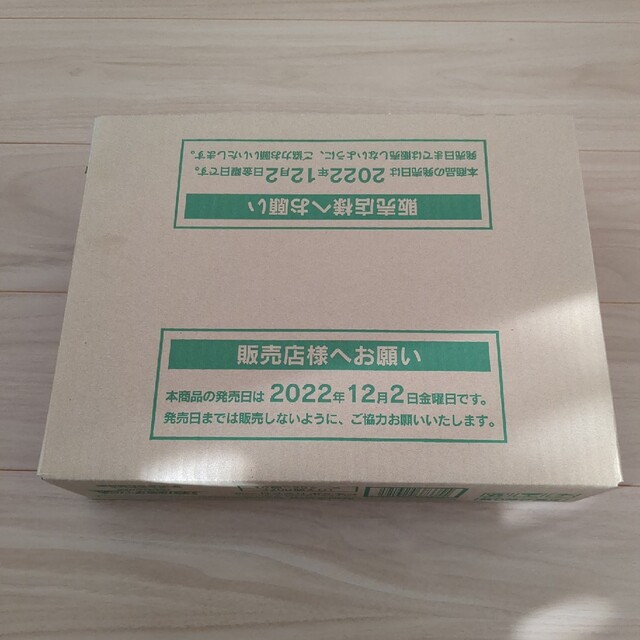 販売店様へお願い
本商品の発売日は 2022年 12月2日金曜日です。
発売日までは販売しないように、ご協力お願いいたします。
販売店様へお願い
本商品の発売日は 2022年 12月2日金曜日です。
発売日までは販売しないように、ご協力お願いいたします。